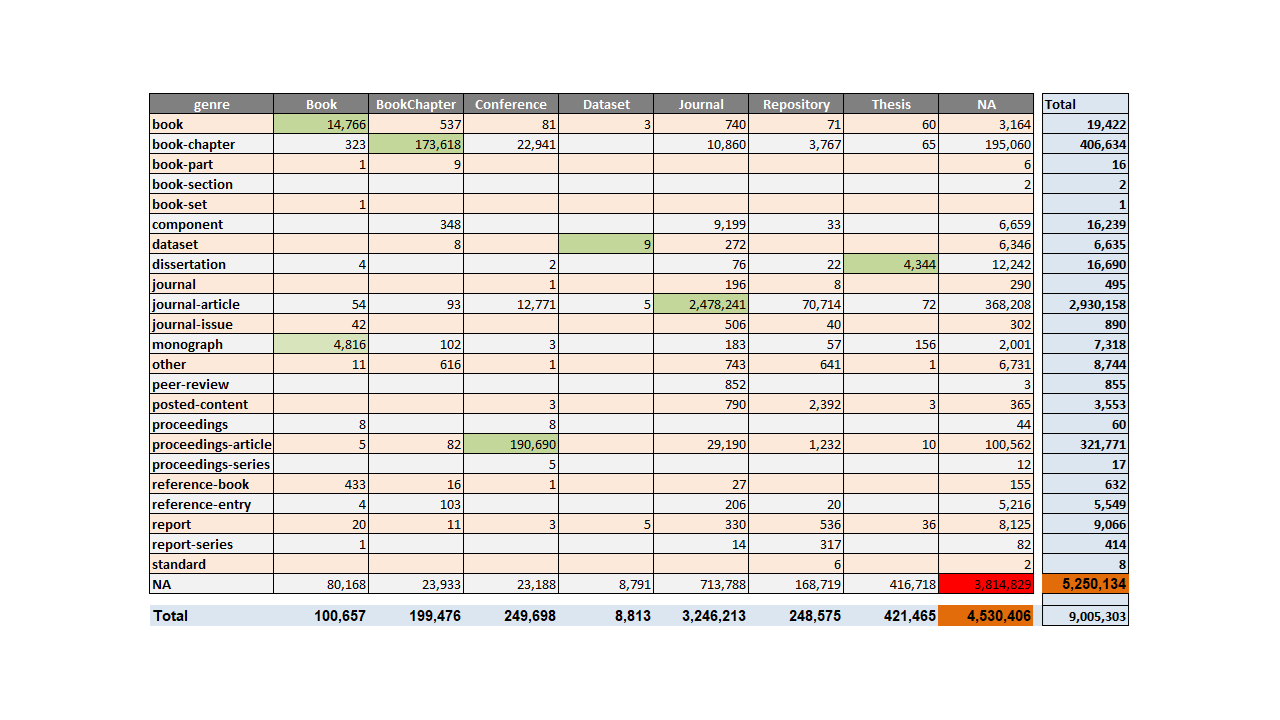 genre Book BookChapter Conference Dataset Journal Repository Thesis NA Total
book 14,766 537 81 3 740 71 60 3,164 19,422
book-chapter 323 173,618 22,941 10,860 3,767 65 195,060 406,634
book-part 1 9 6 16
book-section 2 2
book-set 1 1
component 348 9,199 33 6,659 16,239
dataset 8 9 272 6,346 6,635
dissertation 4 2 76 22 4,344 12,242 16,690
journal 1 196 8 290 495
journal-article 54 93 12,771 5 2,478,241 70,714 72 368,208 2,930,158
journal-issue 42 506 40 302 890
monograph 4,816 102 3 183 57 156 2,001 7,318
other 11 616 1 743 641 1 6,731 8,744
peer-review 852 3 855
posted-content 3 790 2,392 3 365 3,553
proceedings 8 8 44 60
proceedings-article 5 82 190,690 29,190 1,232 10 100,562 321,771
proceedings-series 5 12 17
reference-book 433 16 1 27 155 632
reference-entry 4 103 206 20 5,216 5,549
report 20 11 3 5 330 536 36 8,125 9,066
report-series 1 14 317 82 414
standard 6 2 8
NA 80,168 23,933 23,188 8,791 713,788 168,719 416,718 3,814,829 5,250,134
Total 100,657 199,476 249,698 8,813 3,246,213 248,575 421,465 4,530,406 9,005,303